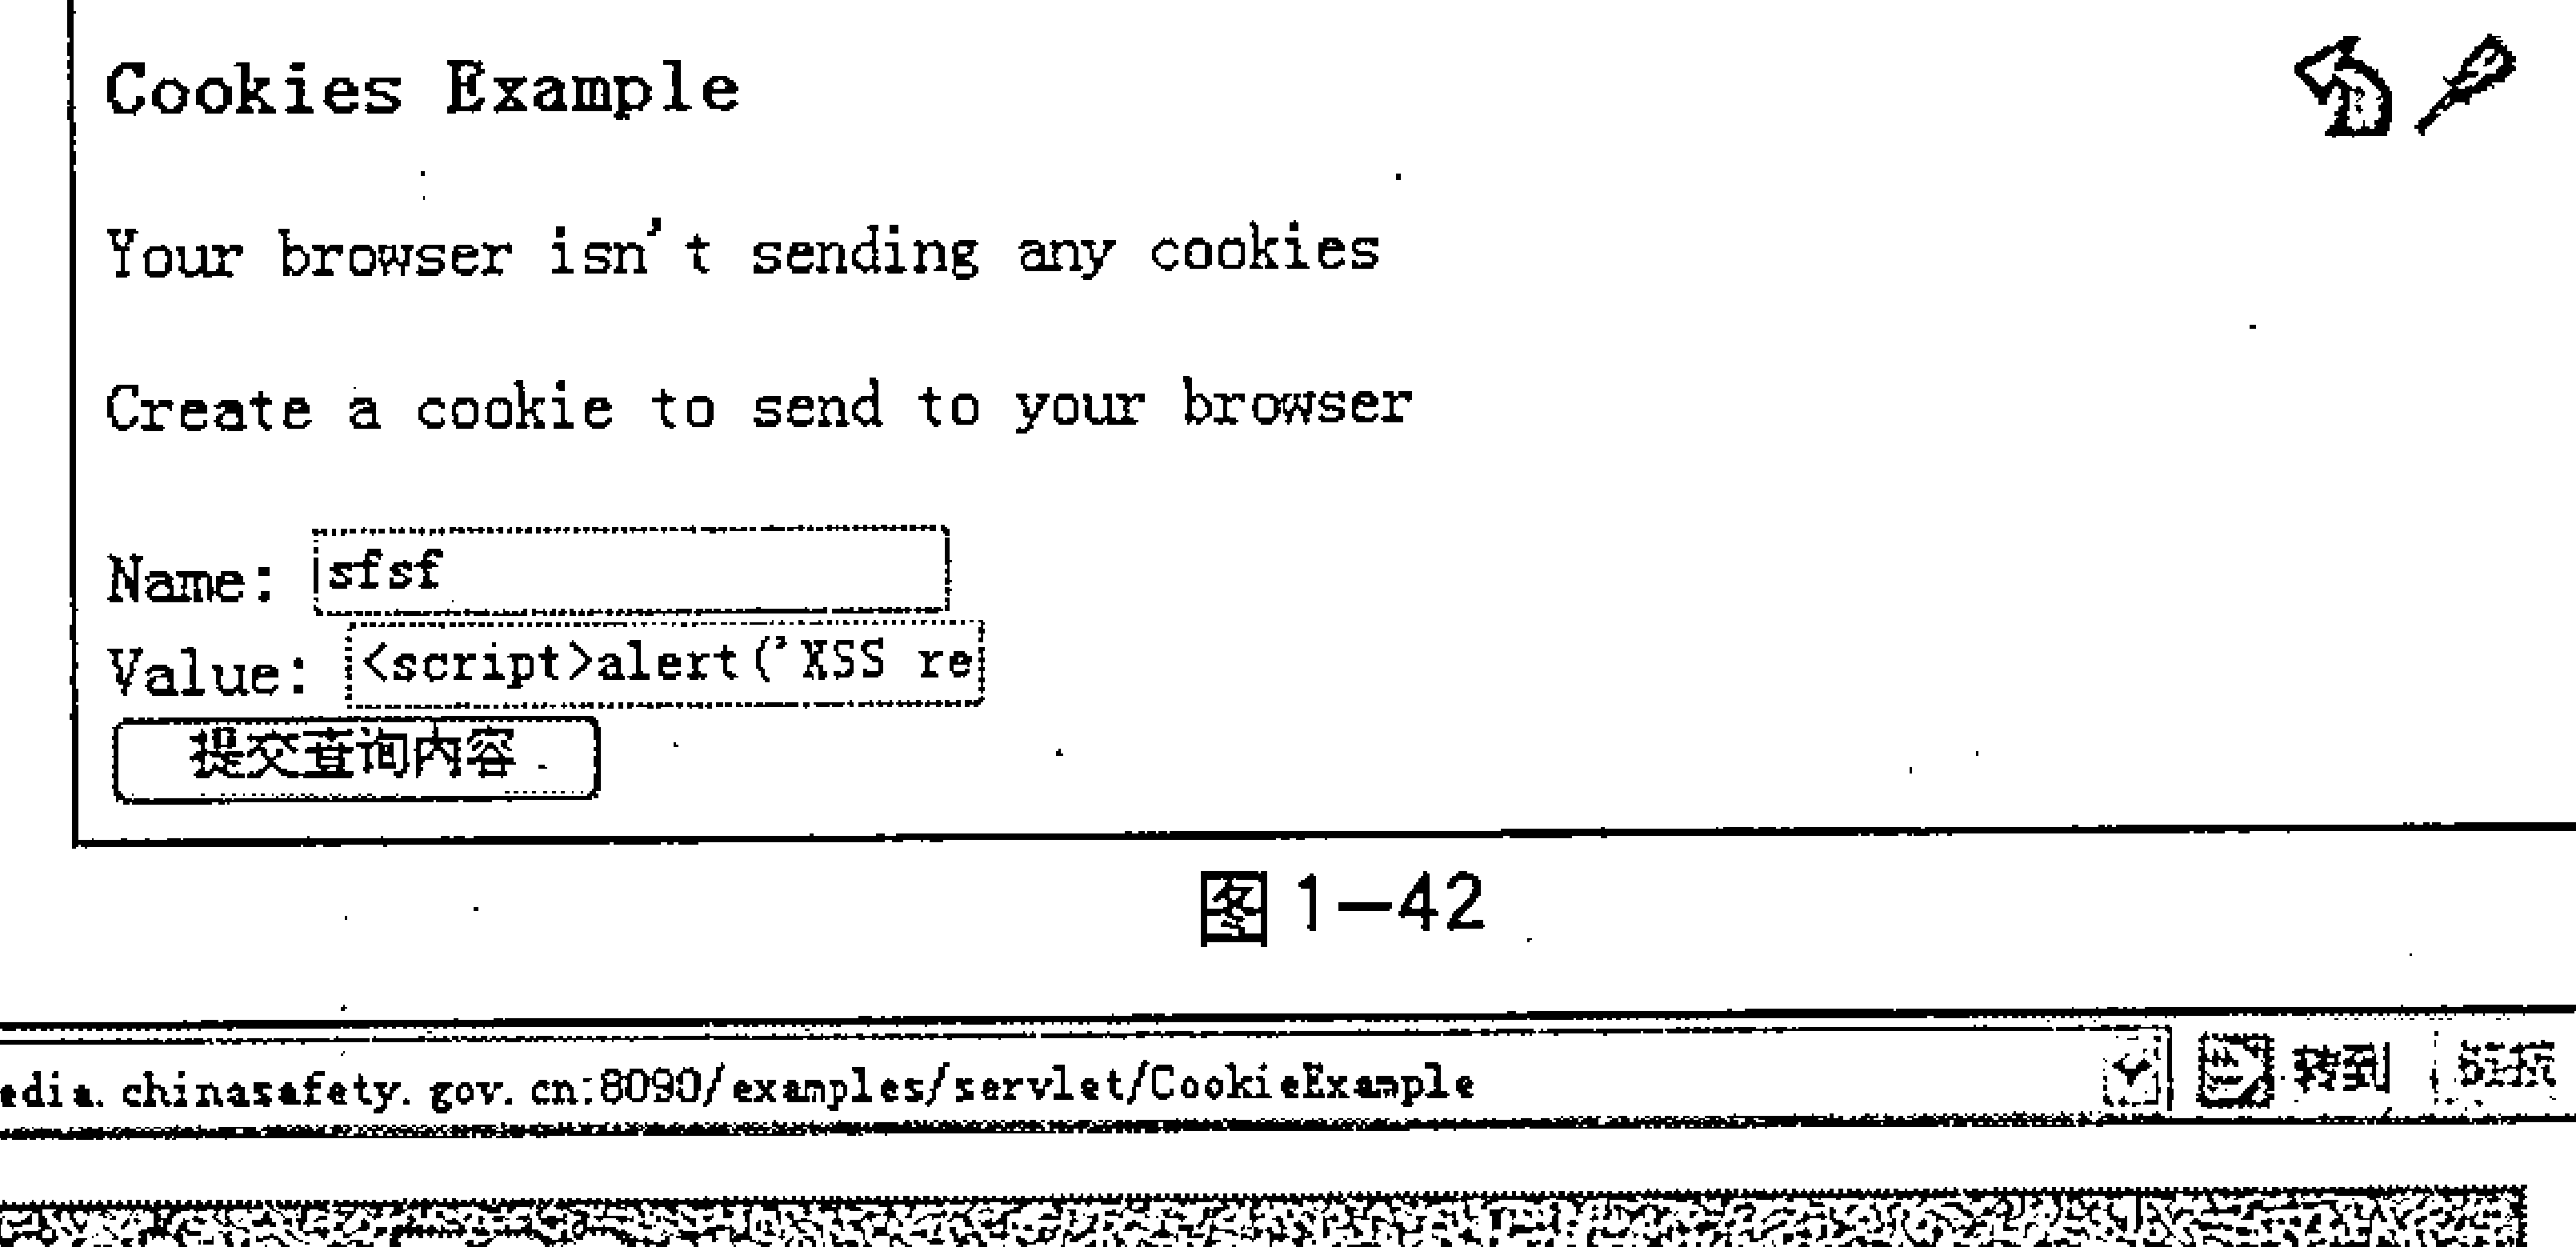 Cookies Example
Your browser isn't sending any cookies
Create a cookie to send to your browser
Name: sfsf
Value: <script>alert('XSS re
提交查询内容
图 1-42
edia.chinasafety.gov.cn:8090/examples/servlet/CookieExample
转到